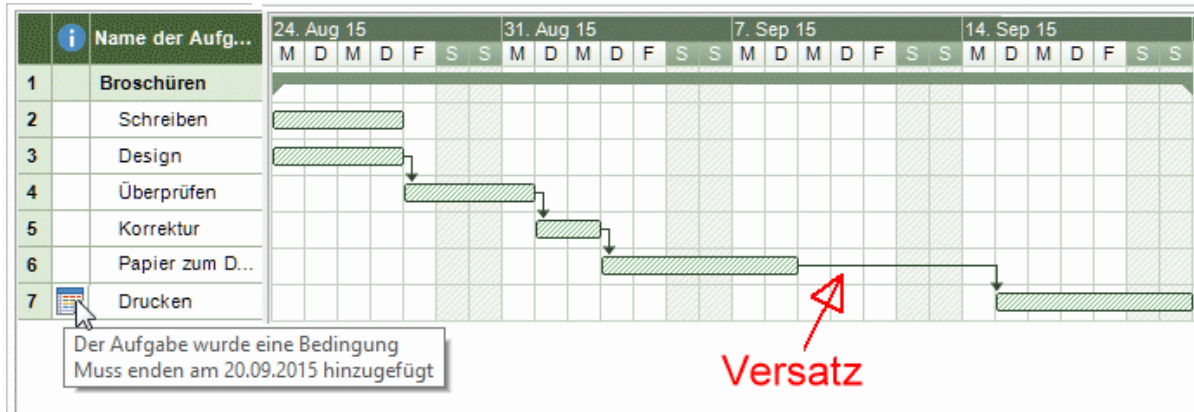 Name der Aufg...
24. Aug 15 31. Aug 15 7. Sep 15 14. Sep 15
M D M D F S S M D M D F S S M D M D F S S M D M D F S S
1 Broschüren
2 Schreiben
3 Design
4 Überprüfen
5 Korrektur
6 Papier zum D...
7 Drucken
Der Aufgabe wurde eine Bedingung
Muss enden am 20.09.2015 hinzugefügt
Versatz